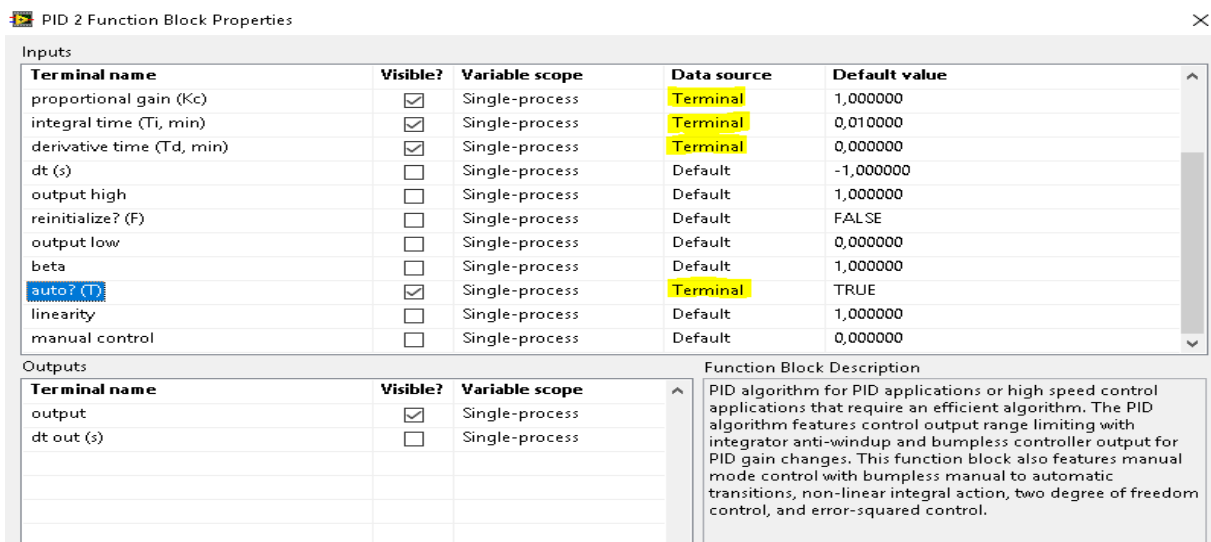 PID 2 Function Block Properties
Inputs
Terminal name Visible? Variable scope Data source Default value
proportional gain (Kc) Single-process Terminal 1,000000
integral time (Ti, min) Single-process Terminal 0,010000
derivative time (Td, min) Single-process Terminal 0,000000
dt (s) Single-process Default -1,000000
output high Single-process Default 1,000000
reinitialize? (F) Single-process Default FALSE
output low Single-process Default 0,000000
beta Single-process Default 1,000000
auto? (T) Single-process Terminal TRUE
linearity Single-process Default 1,000000
manual control Single-process Default 0,000000
Outputs
Terminal name Visible? Variable scope
output Single-process
dt out (s) Single-process
Function Block Description
PID algorithm for PID applications or high speed control
applications that require an efficient algorithm. The PID
algorithm features control output range limiting with
integrator anti-windup and bumpless controller output for
PID gain changes. This function block also features manual
mode control with bumpless manual to automatic
transitions, non-linear integral action, two degree of freedom
control, and error-squared control.